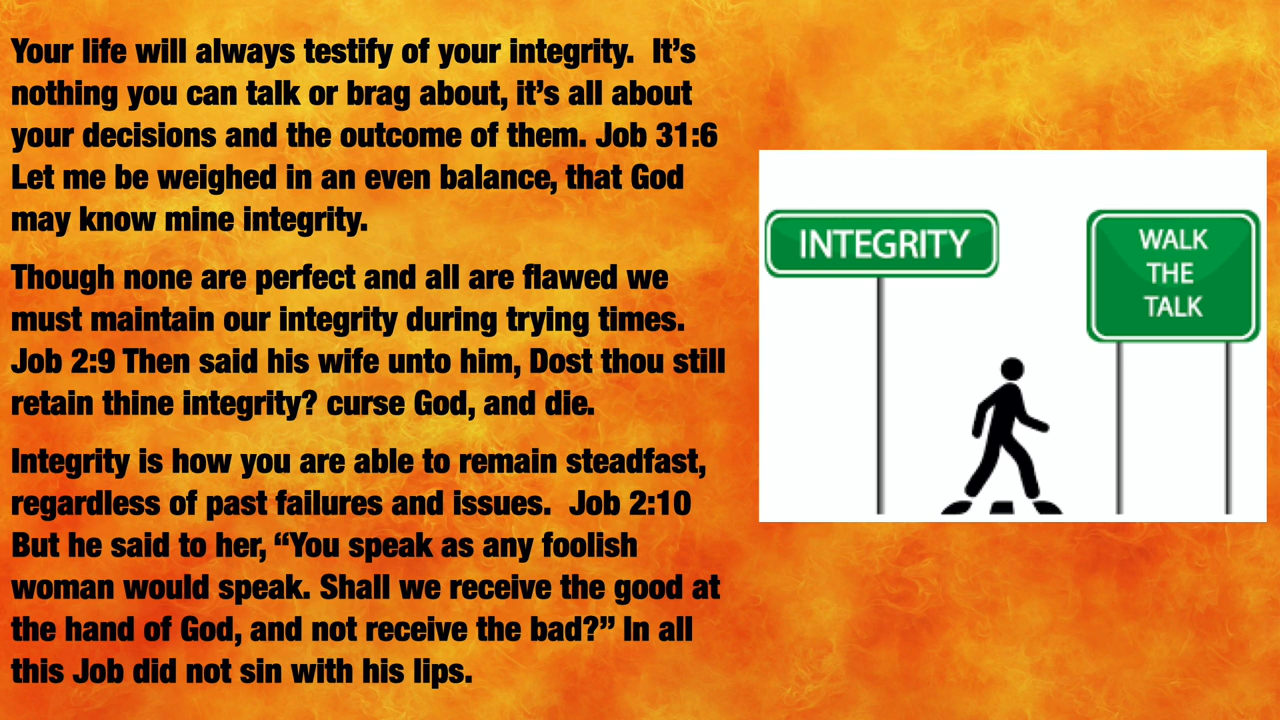 Your life will always testify of your integrity.  It’s
nothing you can talk or brag about, it’s all about
your decisions and the outcome of them. Job 31:6
Let me be weighed in an even balance, that God
may know mine integrity.
Though none are perfect and all are flawed we
must maintain our integrity during trying times.
Job 2:9 Then said his wife unto him, Dost thou still
retain thine integrity? curse God, and die.
Integrity is how you are able to remain steadfast,
regardless of past failures and issues.  Job 2:10
But he said to her, “You speak as any foolish
woman would speak. Shall we receive the good at
the hand of God, and not receive the bad?” In all
this Job did not sin with his lips.
INTEGRITY
WALK
THE
TALK